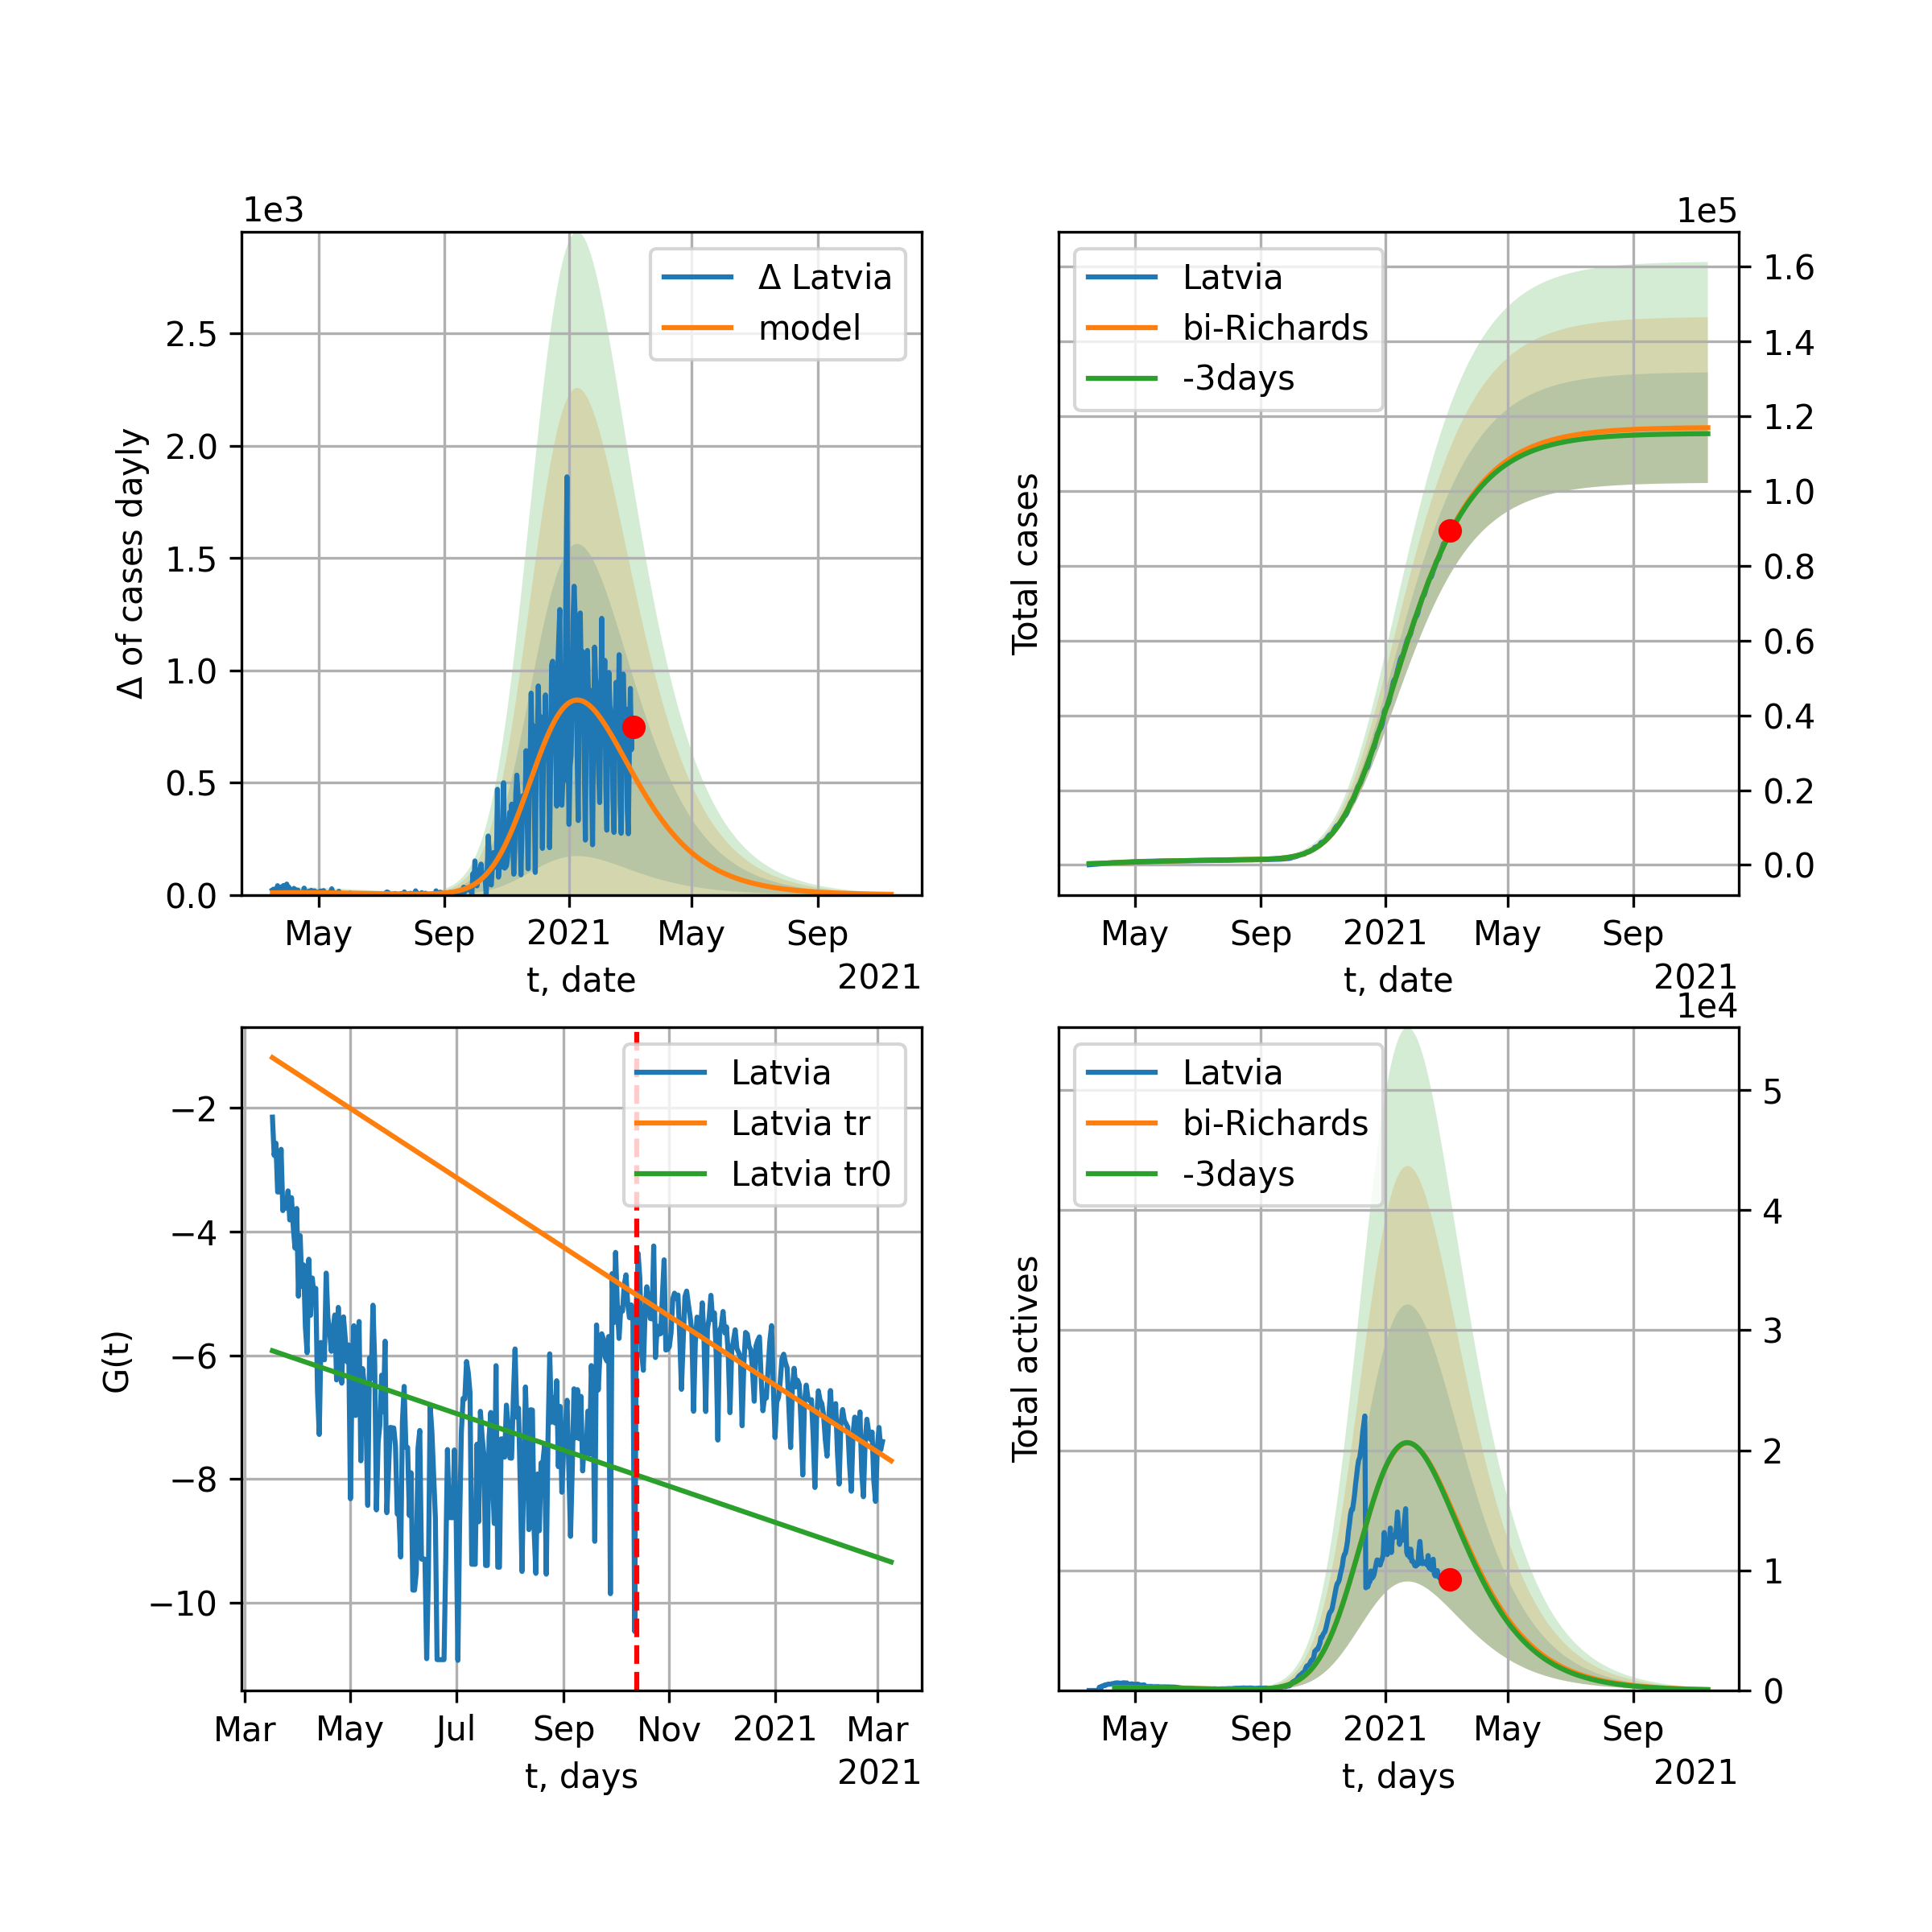 1e3
Δ of cases dayly
2.5
2.0
1.5
1.0
0.5
0.0
Δ Latvia
model
May Sep 2021 May Sep
t, date
2021
1e5
Total cases
Latvia
bi-Richards
-3days
1.6
1.4
1.2
1.0
0.8
0.6
0.4
0.2
0.0
May Sep 2021 May Sep
t, date
2021
G(t)
−2
−4
−6
−8
−10
Latvia
Latvia tr
Latvia tr0
Mar May Jul Sep Nov 2021 Mar
t, days
2021
1e4
Total actives
Latvia
bi-Richards
-3days
5
4
3
2
1
0
May Sep 2021 May Sep
t, days
2021